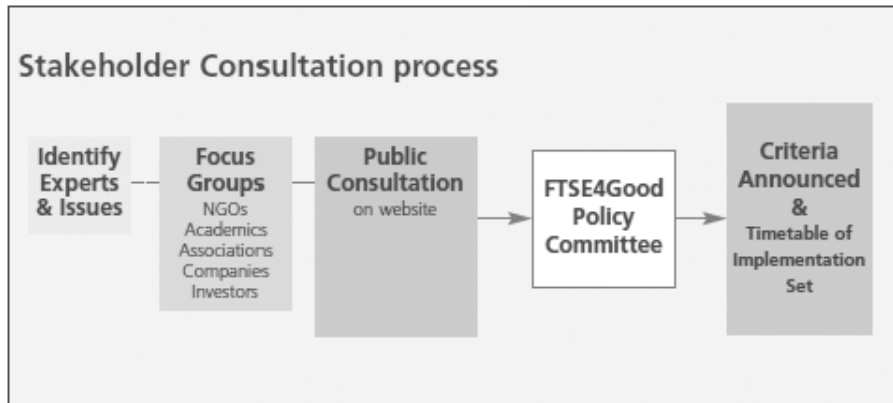 Stakeholder Consultation process
Identify
Experts
& Issues
Focus
Groups
NGOs
Academics
Associations
Companies
Investors
Public
Consultation
on website
FTSE4Good
Policy
Committee
Criteria
Announced
&
Timetable of
Implementation
Set